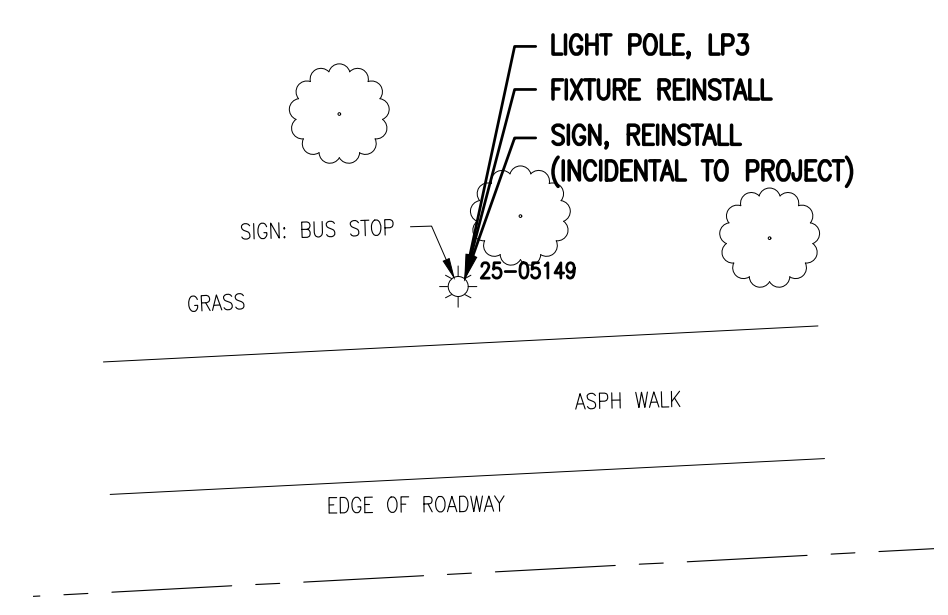 LIGHT POLE, LP3
FIXTURE REINSTALL
SIGN, REINSTALL
(INCIDENTAL TO PROJECT)
SIGN: BUS STOP
25-05149
GRASS
ASPH WALK
EDGE OF ROADWAY